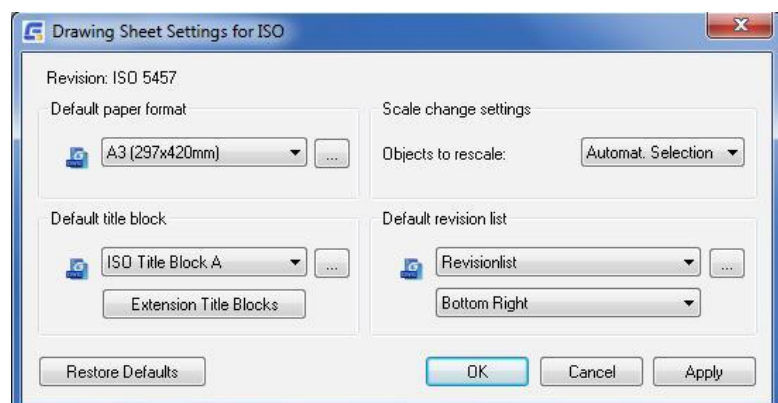 Drawing Sheet Settings for ISO
Revision: ISO 5457
Default paper format
A3 (297x420mm)
...
Scale change settings
Objects to rescale:
Automat. Selection
Default title block
ISO Title Block A
...
Extension Title Blocks
Default revision list
Revisionlist
...
Bottom Right
Restore Defaults
OK
Cancel
Apply